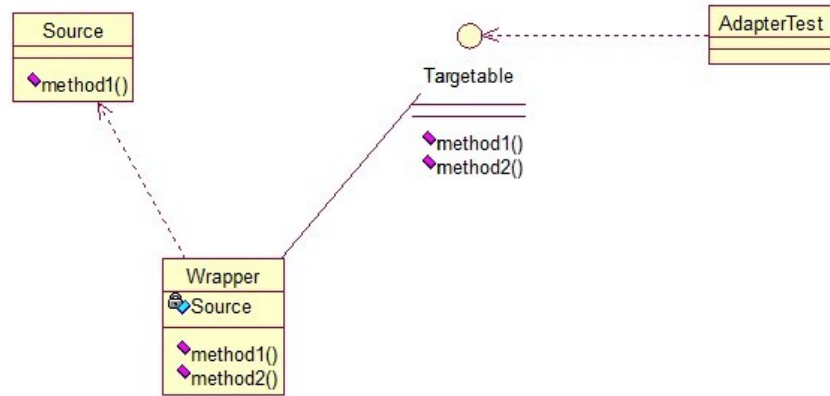 Source
method1()
Targetable
method1()
method2()
AdapterTest
Wrapper
Source
method1()
method2()